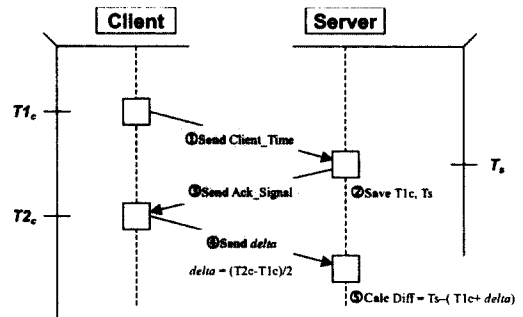 Client
Server
T1c
①Send Client_Time
Ts
③Send Ack_Signal
②Save T1c, Ts
T2c
④Send delta
delta = (T2c-T1c)/2
⑤Calc Diff = Ts–( T1c+ delta)